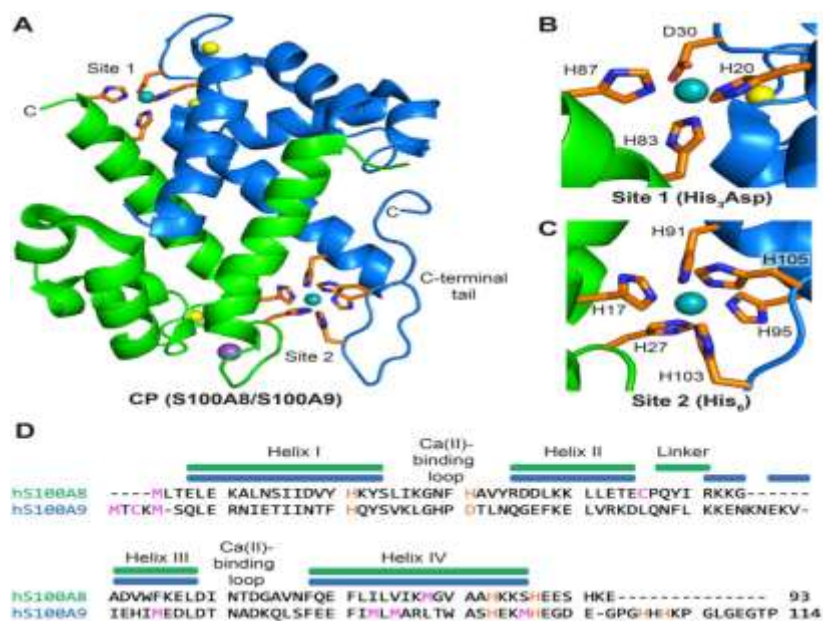 A
Site 1
C
C
C-terminal tail
Site 2
CP (S100A8/S100A9)
B
D30
H87
H20
H83
Site 1 (His₃Asp)
C
H91
H105
H17
H95
H27
H103
Site 2 (His₆)
D
Helix I Ca(II)-binding loop Helix II Linker
hS100A8 ----MLTELE KALNSIIDVY HKYSLIKGNF HAVYRDDLKK LLETECPQYI RKKG------
hS100A9 MTCKM-SQLE RNIETIINTF HQYSVKLGHP DTLNQGEFKE LVRKDLQNFL KKENKNEKV-
Helix III Ca(II)-binding loop Helix IV
hS100A8 ADVWFKELDI NTDGAVNFQE FLILVIKMGV AAHKKSHEES HKE-------------- 93
hS100A9 IEHIMEDLDT NADKQLSFEE FIMLMARLTW ASHEKMHEGD E-GPGHHHKP GLGEGTP 114